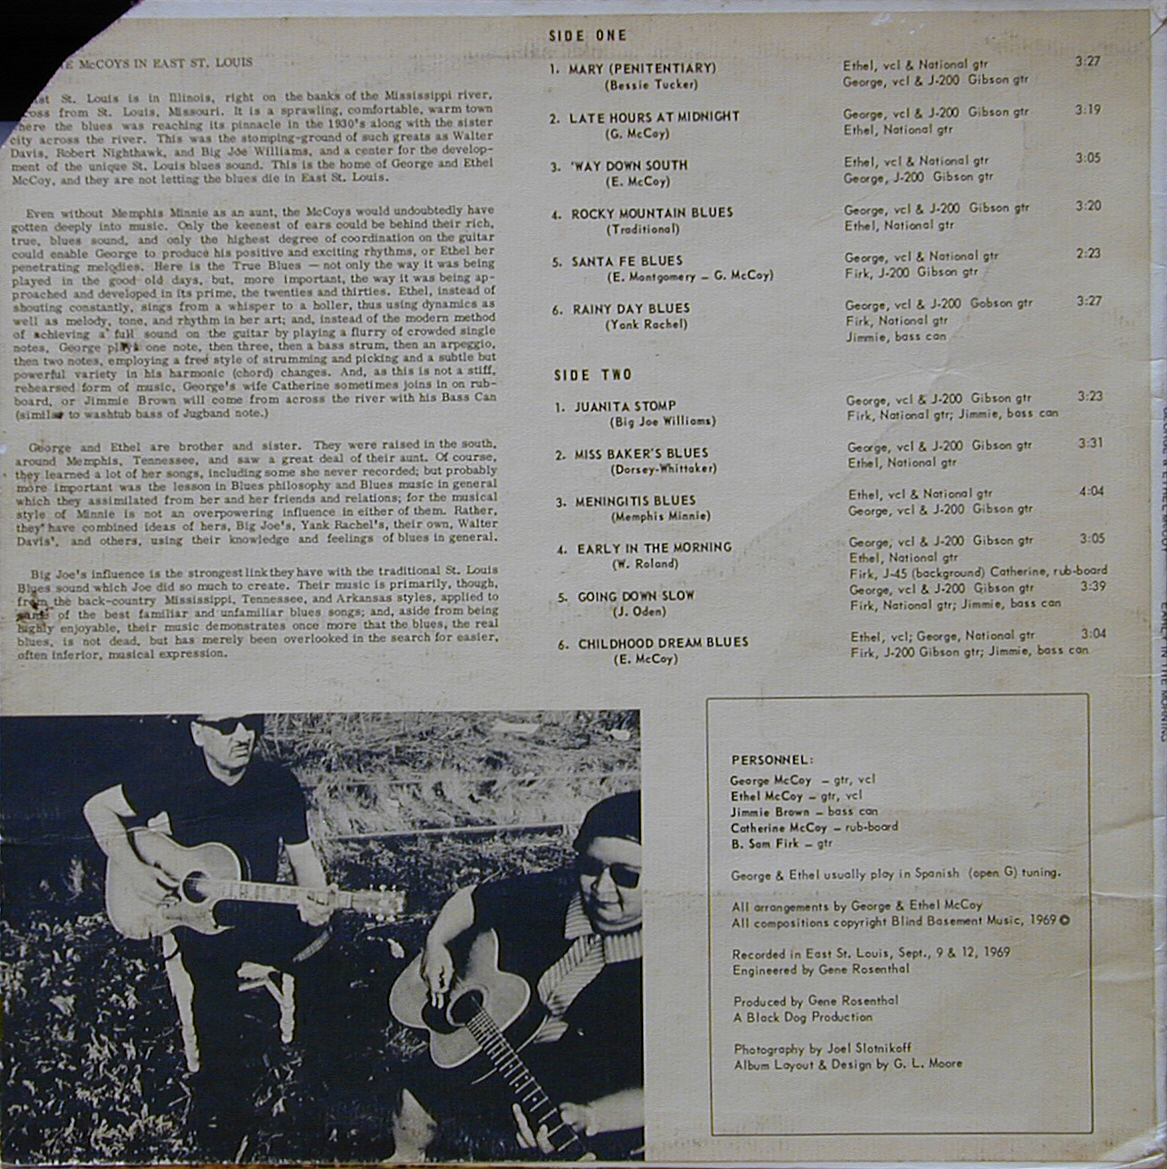 McCOYS IN EAST ST. LOUIS
St. Louis is in Illinois, right on the banks of the Mississippi river,
from St. Louis, Missouri. It is a sprawling, comfortable, warm town
where the blues was reaching its pinnacle in the 1930's along with the sister
city across the river. This was the stomping-ground of such greats as Walter
Davis, Robert Nighthawk, and Big Joe Williams, and a center for the develop-
ment of the unique St. Louis blues sound. This is the home of George and Ethel
McCoy, and they are not letting the blues die in East St. Louis.
Even without Memphis Minnie as an aunt, the McCoys would undoubtedly have
gotten deeply into music. Only the keenest of ears could be behind their rich,
true, blues sound, and only the highest degree of coordination on the guitar
could enable George to produce his positive and exciting rhythms, or Ethel her
penetrating melodies. Here is the True Blues — not only the way it was being
played in the good old days, but, more important, the way it was being ap-
proached and developed in its prime, the twenties and thirties. Ethel, instead of
shouting constantly, sings from a whisper to a holler, thus using dynamics as
well as melody, tone, and rhythm in her art; and, instead of the modern method
of achieving a full sound on the guitar by playing a flurry of crowded single
notes, George plays one note, then three, then a bass strum, then an arpeggio,
then two notes, employing a free style of strumming and picking and a subtle but
powerful variety in his harmonic (chord) changes. And, as this is not a stiff,
rehearsed form of music, George's wife Catherine sometimes joins in on rub-
board, or Jimmie Brown will come from across the river with his Bass Can
(similar to washtub bass of Jugband note.)
George and Ethel are brother and sister. They were raised in the south,
around Memphis, Tennessee, and saw a great deal of their aunt. Of course,
they learned a lot of her songs, including some she never recorded; but probably
more important was the lesson in Blues philosophy and Blues music in general
which they assimilated from her and her friends and relations; for the musical
style of Minnie is not an overpowering influence in either of them. Rather,
they have combined ideas of hers, Big Joe's, Yank Rachel's, their own, Walter
Davis', and others, using their knowledge and feelings of blues in general.
Big Joe's influence is the strongest link they have with the traditional St. Louis
Blues sound which Joe did so much to create. Their music is primarily, though,
from the back-country Mississippi, Tennessee, and Arkansas styles, applied to
some of the best familiar and unfamiliar blues songs; and, aside from being
highly enjoyable, their music demonstrates once more that the blues, the real
blues, is not dead, but has merely been overlooked in the search for easier,
often inferior, musical expression.
SIDE ONE
1. MARY (PENITENTIARY) Ethel, vcl & National gtr 3:27
(Bessie Tucker) George, vcl & J-200 Gibson gtr
2. LATE HOURS AT MIDNIGHT George, vcl & J-200 Gibson gtr 3:19
(G. McCoy) Ethel, National gtr
3. 'WAY DOWN SOUTH Ethel, vcl & National gtr 3:05
(E. McCoy) George, J-200 Gibson gtr
4. ROCKY MOUNTAIN BLUES George, vcl & J-200 Gibson gtr 3:20
(Traditional) Ethel, National gtr
5. SANTA FE BLUES George, vcl & National gtr 2:23
(E. Montgomery – G. McCoy) Firk, J-200 Gibson gtr
6. RAINY DAY BLUES George, vcl & J-200 Gobson gtr 3:27
(Yank Rachel) Firk, National gtr
Jimmie, bass can
SIDE TWO
1. JUANITA STOMP George, vcl & J-200 Gibson gtr 3:23
(Big Joe Williams) Firk, National gtr; Jimmie, bass can
2. MISS BAKER'S BLUES George, vcl & J-200 Gibson gtr 3:31
(Dorsey-Whittaker) Ethel, National gtr
3. MENINGITIS BLUES Ethel, vcl & National gtr 4:04
(Memphis Minnie) George, vcl & J-200 Gibson gtr
4. EARLY IN THE MORNING George, vcl & J-200 Gibson gtr 3:05
(W. Roland) Ethel, National gtr
Firk, J-45 (background) Catherine, rub-board
5. GOING DOWN SLOW George, vcl & J-200 Gibson gtr 3:39
(J. Oden) Firk, National gtr; Jimmie, bass can
6. CHILDHOOD DREAM BLUES Ethel, vcl; George, National gtr 3:04
(E. McCoy) Firk, J-200 Gibson gtr; Jimmie, bass can
PERSONNEL:
George McCoy – gtr, vcl
Ethel McCoy – gtr, vcl
Jimmie Brown – bass can
Catherine McCoy – rub-board
B. Sam Firk – gtr
George & Ethel usually play in Spanish (open G) tuning.
All arrangements by George & Ethel McCoy
All compositions copyright Blind Basement Music, 1969 ©
Recorded in East St. Louis, Sept., 9 & 12, 1969
Engineered by Gene Rosenthal
Produced by Gene Rosenthal
A Black Dog Production
Photography by Joel Slotnikoff
Album Layout & Design by G. L. Moore